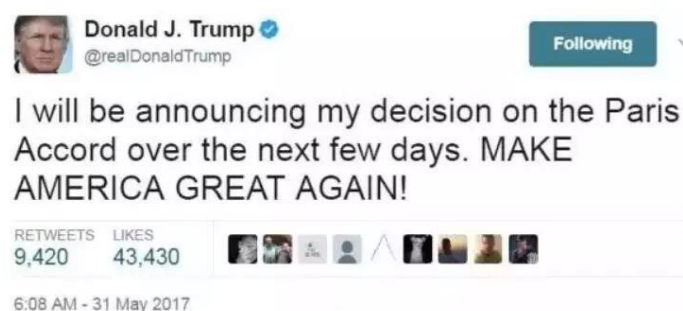 Donald J. Trump
@realDonaldTrump
Following
I will be announcing my decision on the Paris
Accord over the next few days. MAKE
AMERICA GREAT AGAIN!
RETWEETS LIKES
9,420 43,430
6:08 AM - 31 May 2017